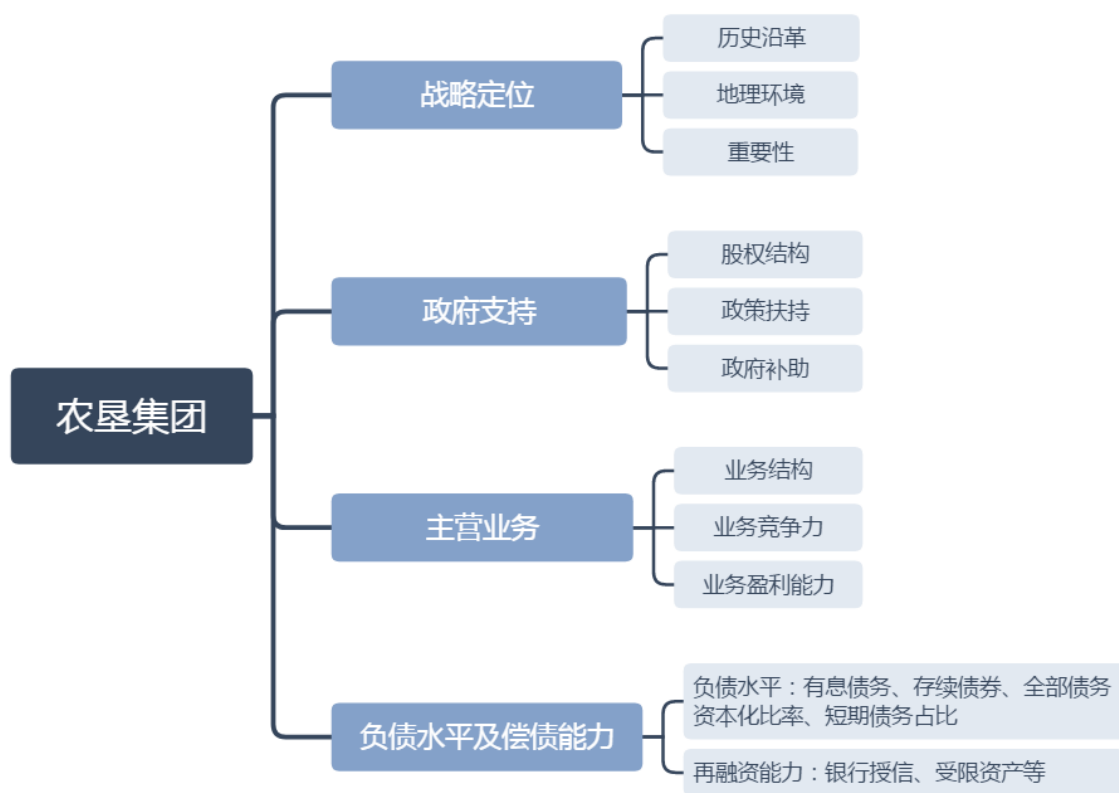 农垦集团
战略定位
历史沿革
地理环境
重要性
政府支持
股权结构
政策扶持
政府补助
主营业务
业务结构
业务竞争力
业务盈利能力
负债水平及偿债能力
负债水平：有息债务、存续债券、全部债务
资本化比率、短期债务占比
再融资能力：银行授信、受限资产等